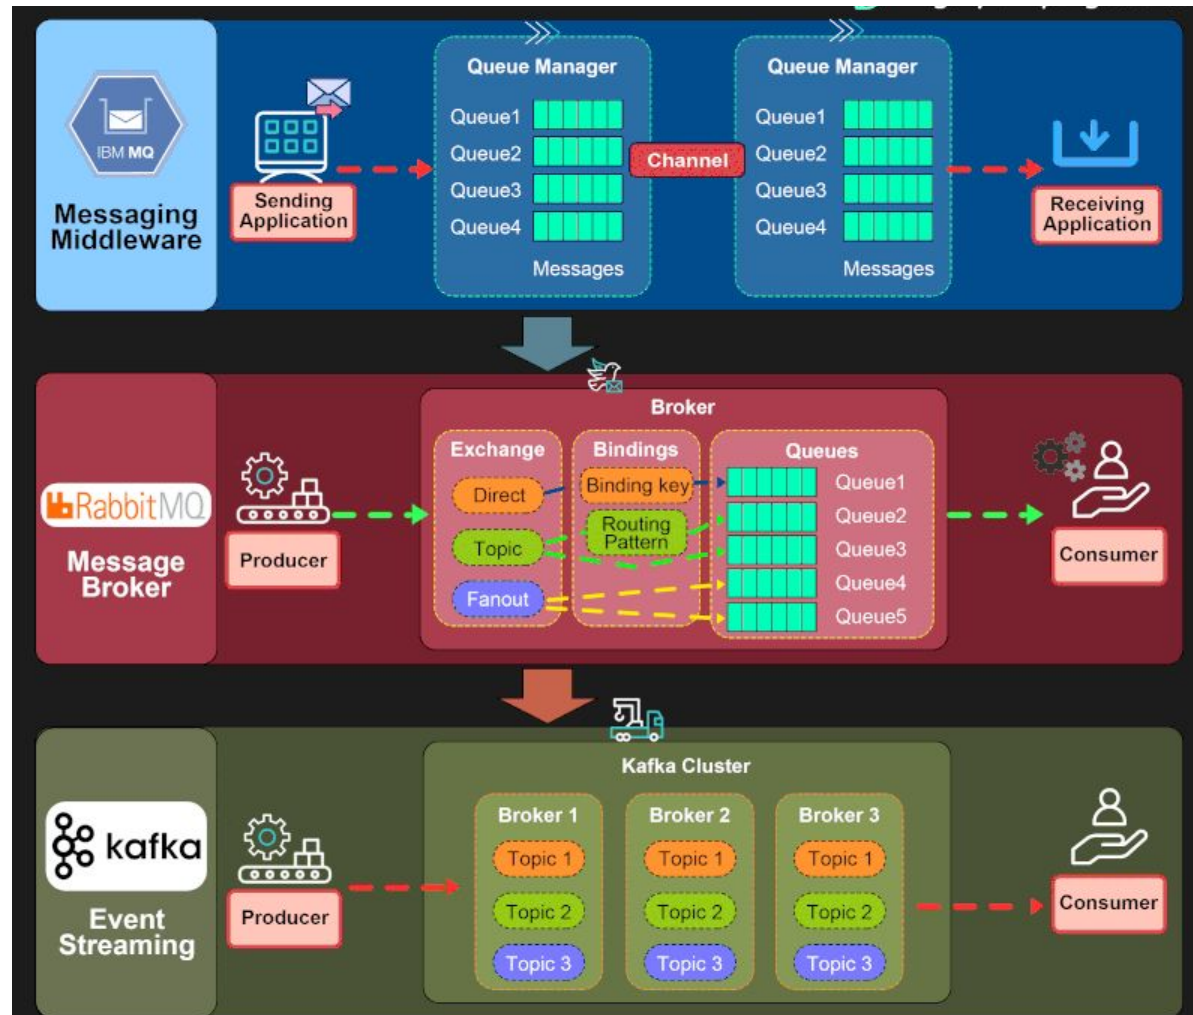 IBM MQ
Messaging
Middleware
Sending
Application
Queue Manager
Queue1
Queue2
Queue3
Queue4
Messages
Channel
Queue Manager
Queue1
Queue2
Queue3
Queue4
Messages
Receiving
Application
RabbitMQ
Message
Broker
Producer
Broker
Exchange
Direct
Topic
Fanout
Bindings
Binding key
Routing
Pattern
Queues
Queue1
Queue2
Queue3
Queue4
Queue5
Consumer
kafka
Event
Streaming
Producer
Kafka Cluster
Broker 1
Topic 1
Topic 2
Topic 3
Broker 2
Topic 1
Topic 2
Topic 3
Broker 3
Topic 1
Topic 2
Topic 3
Consumer